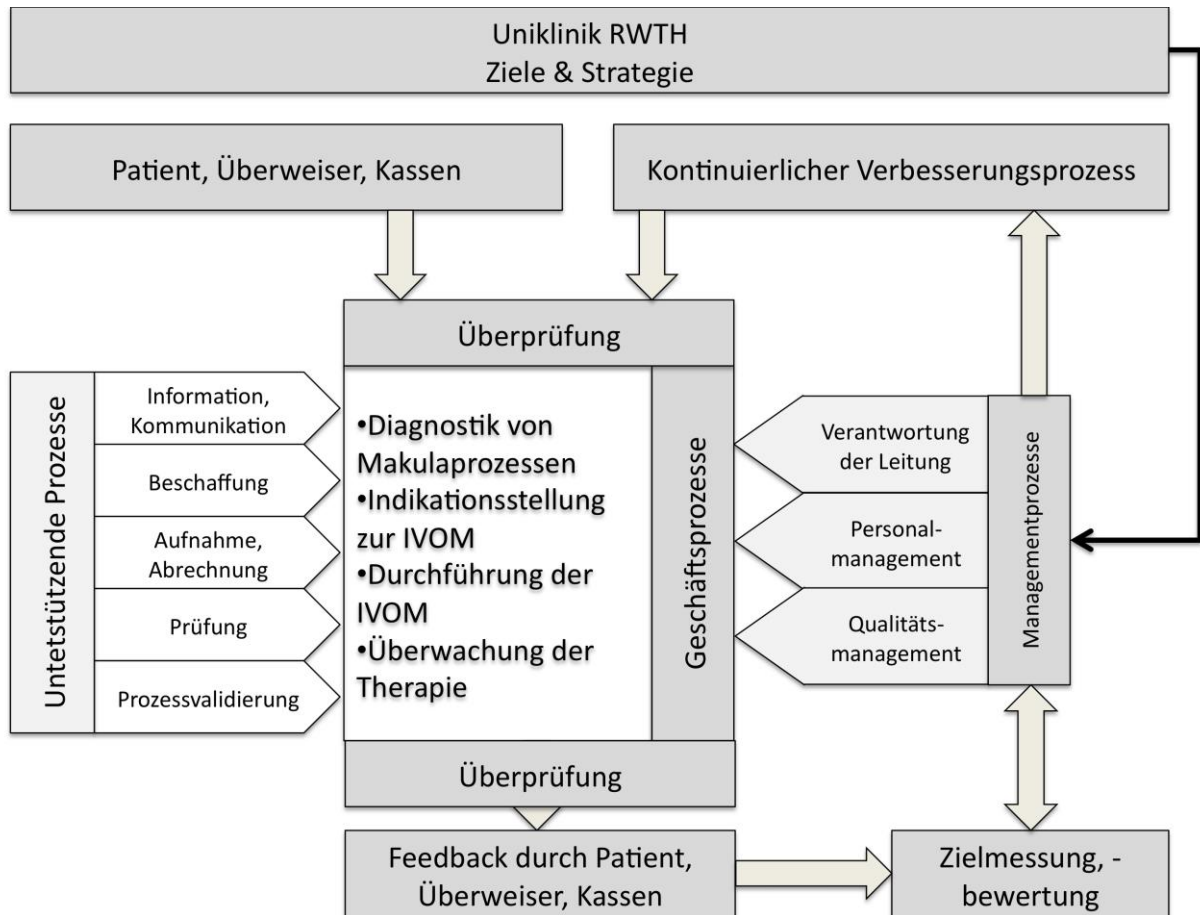 Uniklinik RWTH
Ziele & Strategie
Patient, Überweiser, Kassen
Kontinuierlicher Verbesserungsprozess
Überprüfung
Untetstützende Prozesse
Information,
Kommunikation
Beschaffung
Aufnahme,
Abrechnung
Prüfung
Prozessvalidierung
•Diagnostik von
Makulaprozessen
•Indikationsstellung
zur IVOM
•Durchführung der
IVOM
•Überwachung der
Therapie
Geschäftsprozesse
Verantwortung
der Leitung
Personal-
management
Qualitäts-
management
Managementprozesse
Überprüfung
Feedback durch Patient,
Überweiser, Kassen
Zielmessung, -
bewertung